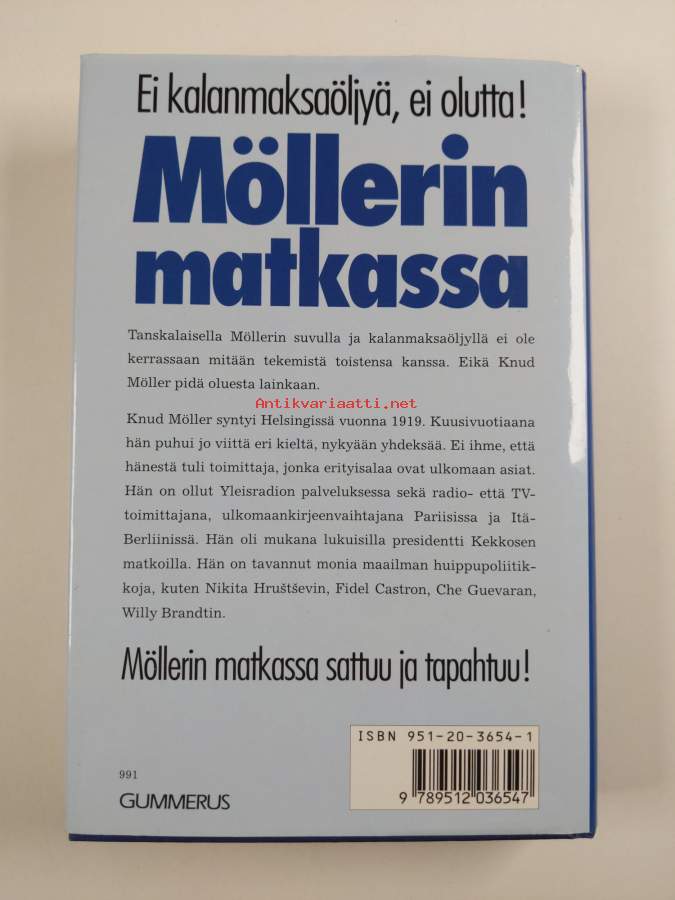 Ei kalanmaksaöljyä, ei olutta!
Möllerin
matkassa
Tanskalaisella Möllerin suvulla ja kalanmaksaöljyllä ei ole
kerrassaan mitään tekemistä toistensa kanssa. Eikä Knud
Möller pidä oluesta lainkaan.
Antikvariaatti.net
Knud Möller syntyi Helsingissä vuonna 1919. Kuusivuotiaana
hän puhui jo viittä eri kieltä, nykyään yhdeksää. Ei ihme, että
hänestä tuli toimittaja, jonka erityisalaa ovat ulkomaan asiat.
Hän on ollut Yleisradion palveluksessa sekä radio- että TV-
toimittajana, ulkomaankirjeenvaihtajana Pariisissa ja Itä-
Berliinissä. Hän oli mukana lukuisilla presidentti Kekkosen
matkoilla. Hän on tavannut monia maailman huippupoliitik-
koja, kuten Nikita Hruštševin, Fidel Castron, Che Guevaran,
Willy Brandtin.
Möllerin matkassa sattuu ja tapahtuu!
ISBN 951-20-3654-1
9 789512 036547
991
GUMMERUS